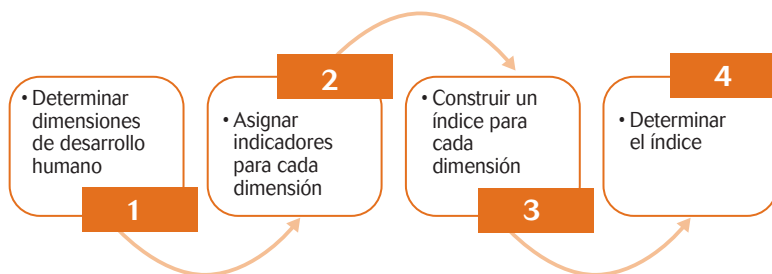 • Determinar
dimensiones
de desarrollo
humano
1
2
• Asignar
indicadores
para cada
dimensión
• Construir un
índice para
cada
dimensión
3
4
• Determinar
el índice